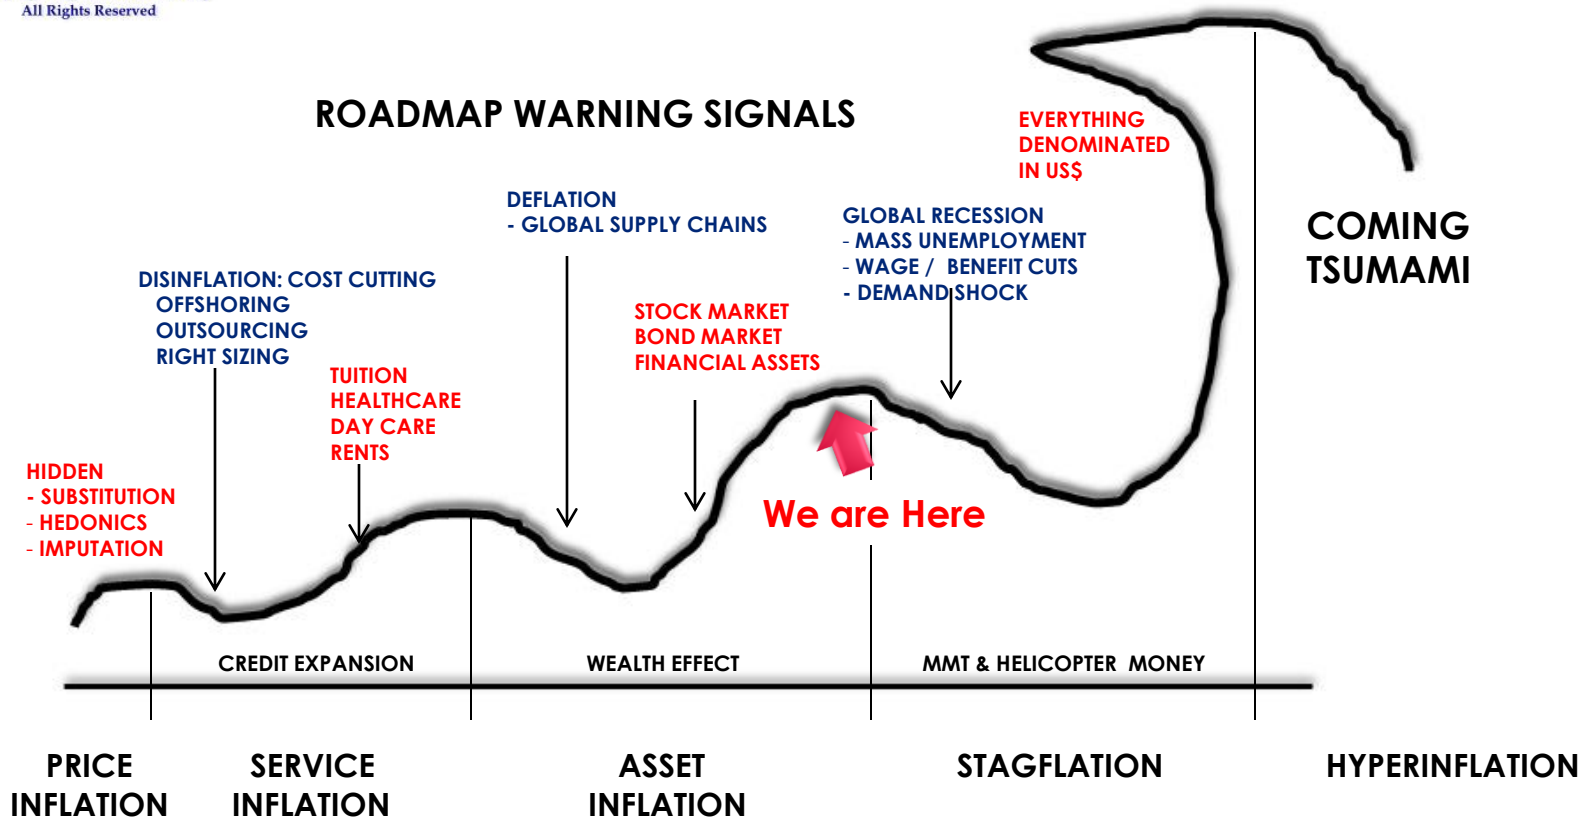 All Rights Reserved
ROADMAP WARNING SIGNALS
EVERYTHING
DENOMINATED
IN US$
DEFLATION
- GLOBAL SUPPLY CHAINS
GLOBAL RECESSION
- MASS UNEMPLOYMENT
- WAGE / BENEFIT CUTS
- DEMAND SHOCK
COMING
TSUMAMI
DISINFLATION: COST CUTTING
OFFSHORING
OUTSOURCING
RIGHT SIZING
STOCK MARKET
BOND MARKET
FINANCIAL ASSETS
TUITION
HEALTHCARE
DAY CARE
RENTS
HIDDEN
- SUBSTITUTION
- HEDONICS
- IMPUTATION
We are Here
CREDIT EXPANSION
WEALTH EFFECT
MMT & HELICOPTER MONEY
PRICE
INFLATION
SERVICE
INFLATION
ASSET
INFLATION
STAGFLATION
HYPERINFLATION